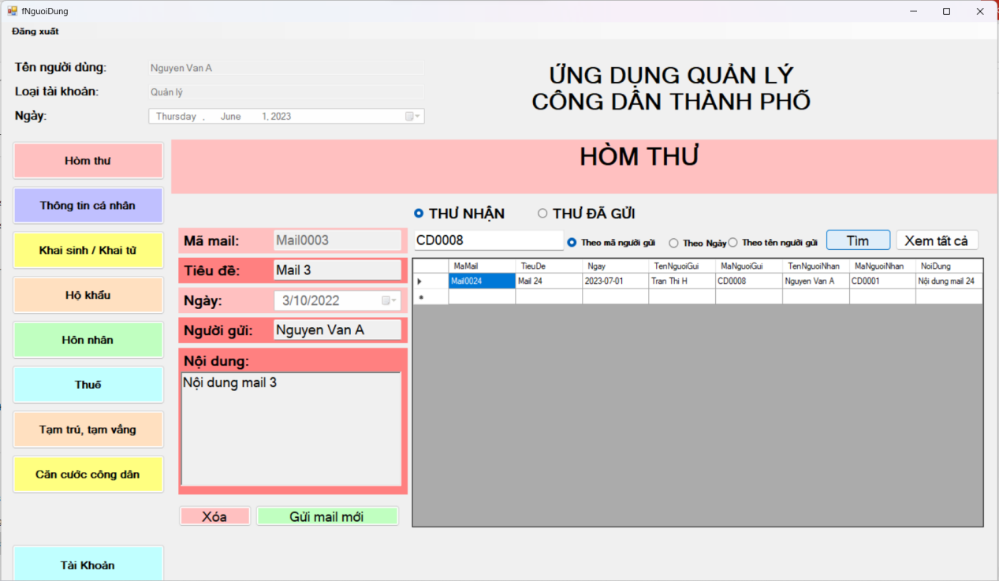 fNguoiDung
Đăng xuất
Tên người dùng: Nguyen Van A
Loại tài khoản: Quản lý
Ngày: Thursday , June 1, 2023
ỨNG DỤNG QUẢN LÝ
CÔNG DÂN THÀNH PHỐ
Hòm thư
Thông tin cá nhân
Khai sinh / Khai tử
Hộ khẩu
Hôn nhân
Thuế
Tạm trú, tạm vắng
Căn cước công dân
Tài Khoản
HÒM THƯ
THƯ NHẬN THƯ ĐÃ GỬI
Mã mail: Mail0003
Tiêu đề: Mail 3
Ngày: 3/10/2022
Người gửi: Nguyen Van A
Nội dung:
Nội dung mail 3
Xóa Gửi mail mới
CD0008 Theo mã người gửi Theo Ngày Theo tên người gửi Tìm Xem tất cả
MaMail TieuDe Ngay TenNguoiGui MaNguoiGui TenNguoiNhan MaNguoiNhan NoiDung
Mail0024 Mail 24 2023-07-01 Tran Thi H CD0008 Nguyen Van A CD0001 Nội dung mail 24